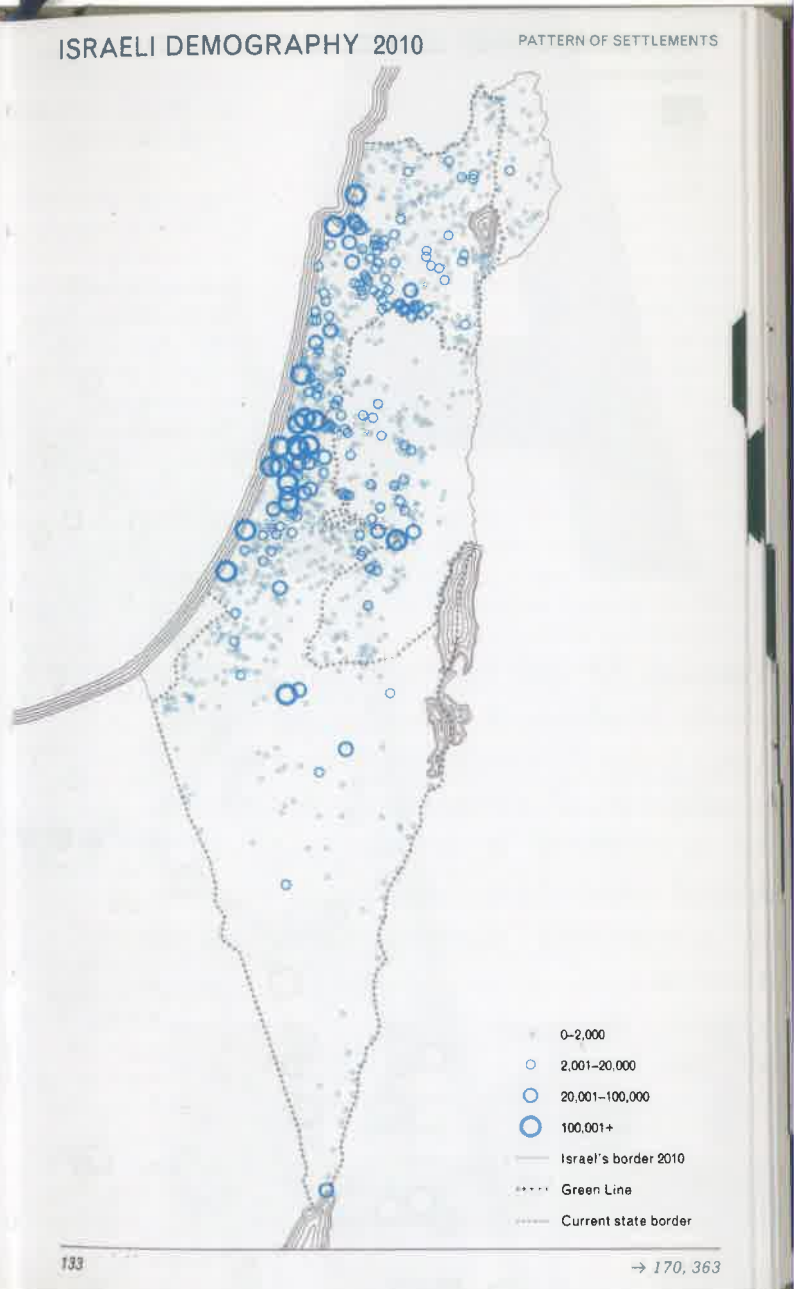 ISRAELI DEMOGRAPHY 2010
PATTERN OF SETTLEMENTS
0–2,000
2,001–20,000
20,001–100,000
100,001+
Israel's border 2010
Green Line
Current state border
133
→ 170, 363